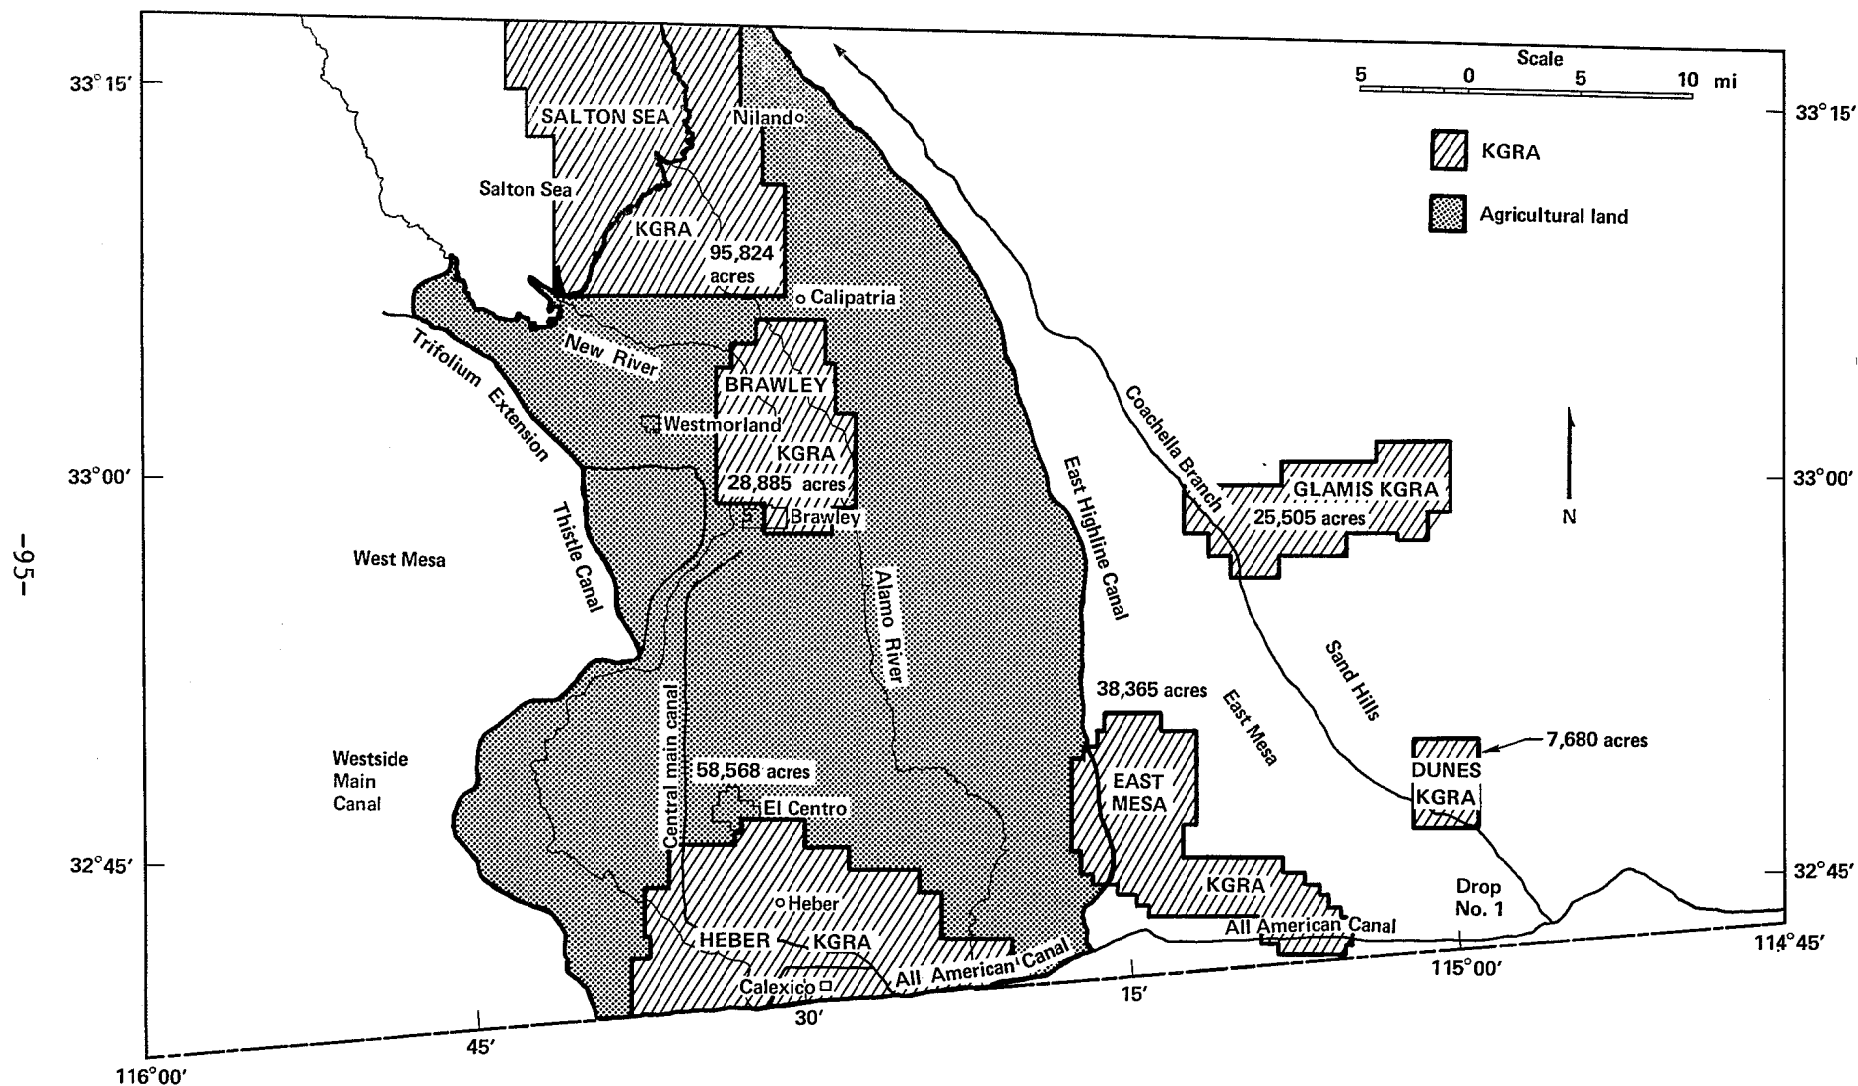 Scale
5 0 5 10 mi
33°15′
33°15′
SALTON SEA
Niland
KGRA
Salton Sea
Agricultural land
KGRA
95,824
acres
Calipatria
New River
Trifolium Extension
BRAWLEY
Westmorland
KGRA
28,885 acres
Brawley
Coachella Branch
33°00′
33°00′
GLAMIS KGRA
25,505 acres
N
East Highline Canal
Thistle Canal
West Mesa
-95-
Alamo River
Sand Hills
38,365 acres
East Mesa
Central main canal
7,680 acres
Westside
Main
Canal
DUNES
KGRA
58,568 acres
EAST
MESA
El Centro
32°45′
32°45′
KGRA
Drop
No. 1
Heber
All American Canal
HEBER KGRA
All American Canal
Calexico
114°45′
115°00′
15′
30′
45′
116°00′